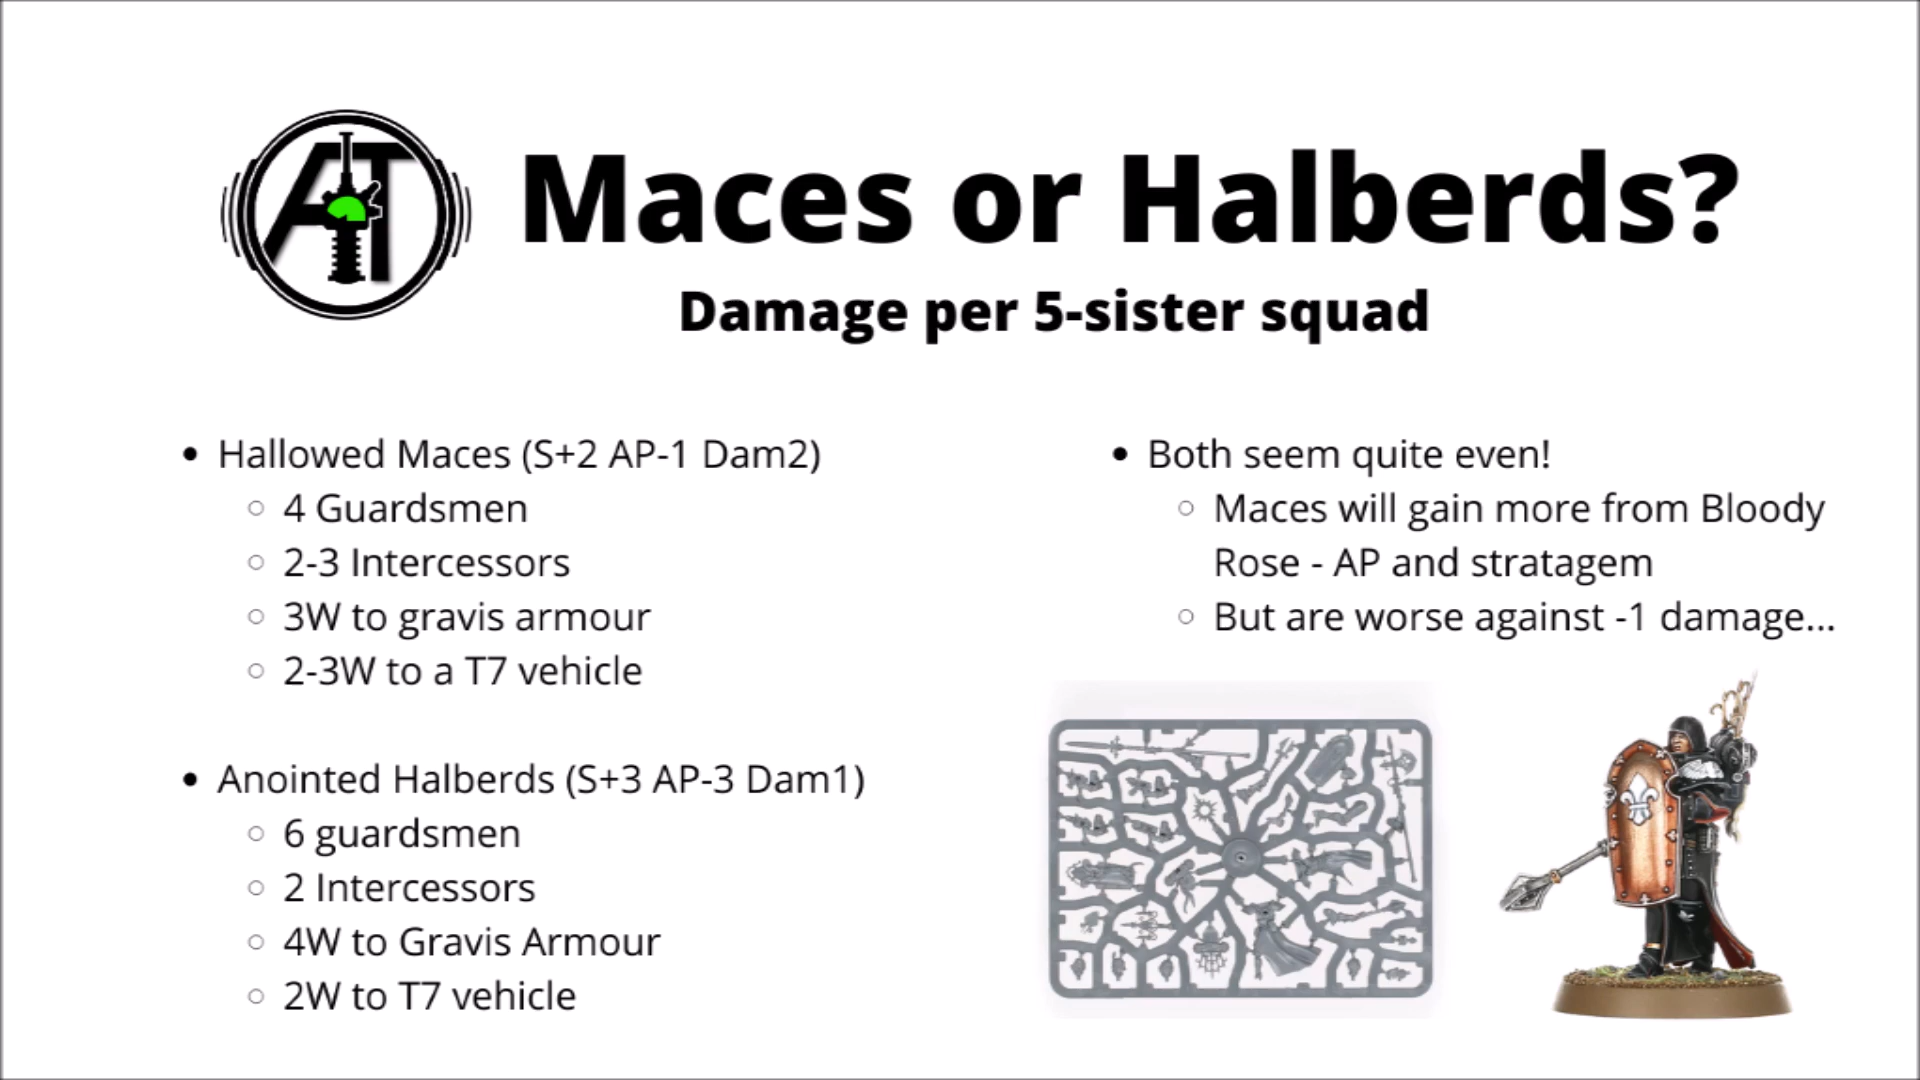 AT
Maces or Halberds?
Damage per 5-sister squad
Hallowed Maces (S+2 AP-1 Dam2)
4 Guardsmen
2-3 Intercessors
3W to gravis armour
2-3W to a T7 vehicle
Anointed Halberds (S+3 AP-3 Dam1)
6 guardsmen
2 Intercessors
4W to Gravis Armour
2W to T7 vehicle
Both seem quite even!
Maces will gain more from Bloody
Rose - AP and stratagem
But are worse against -1 damage...